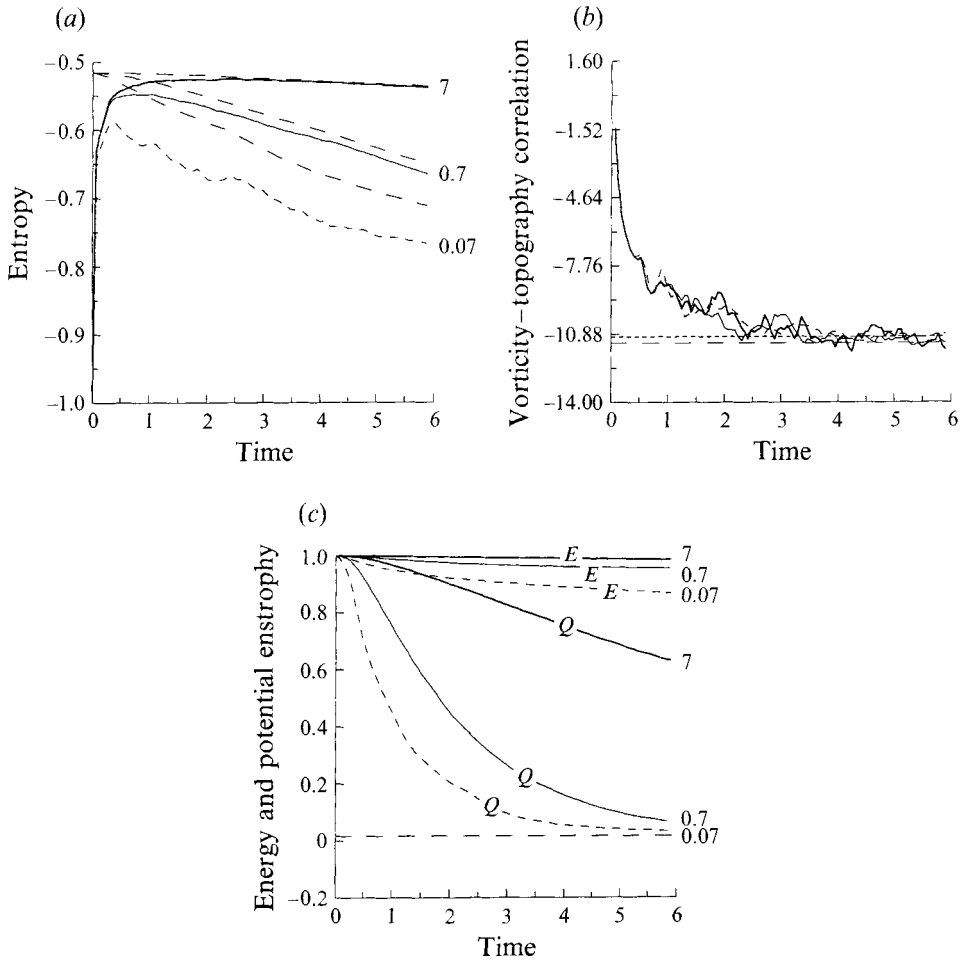 (a)
Entropy
−0.5
−0.6
−0.7
−0.8
−0.9
−1.0
0 1 2 3 4 5 6
Time
7
0.7
0.07
(b)
Vorticity–topography correlation
1.60
−1.52
−4.64
−7.76
−10.88
−14.00
0 1 2 3 4 5 6
Time
(c)
Energy and potential enstrophy
1.0
0.8
0.6
0.4
0.2
0
−0.2
0 1 2 3 4 5 6
Time
E
E
E
Q
Q
Q
7
0.7
0.07
7
0.7
0.07